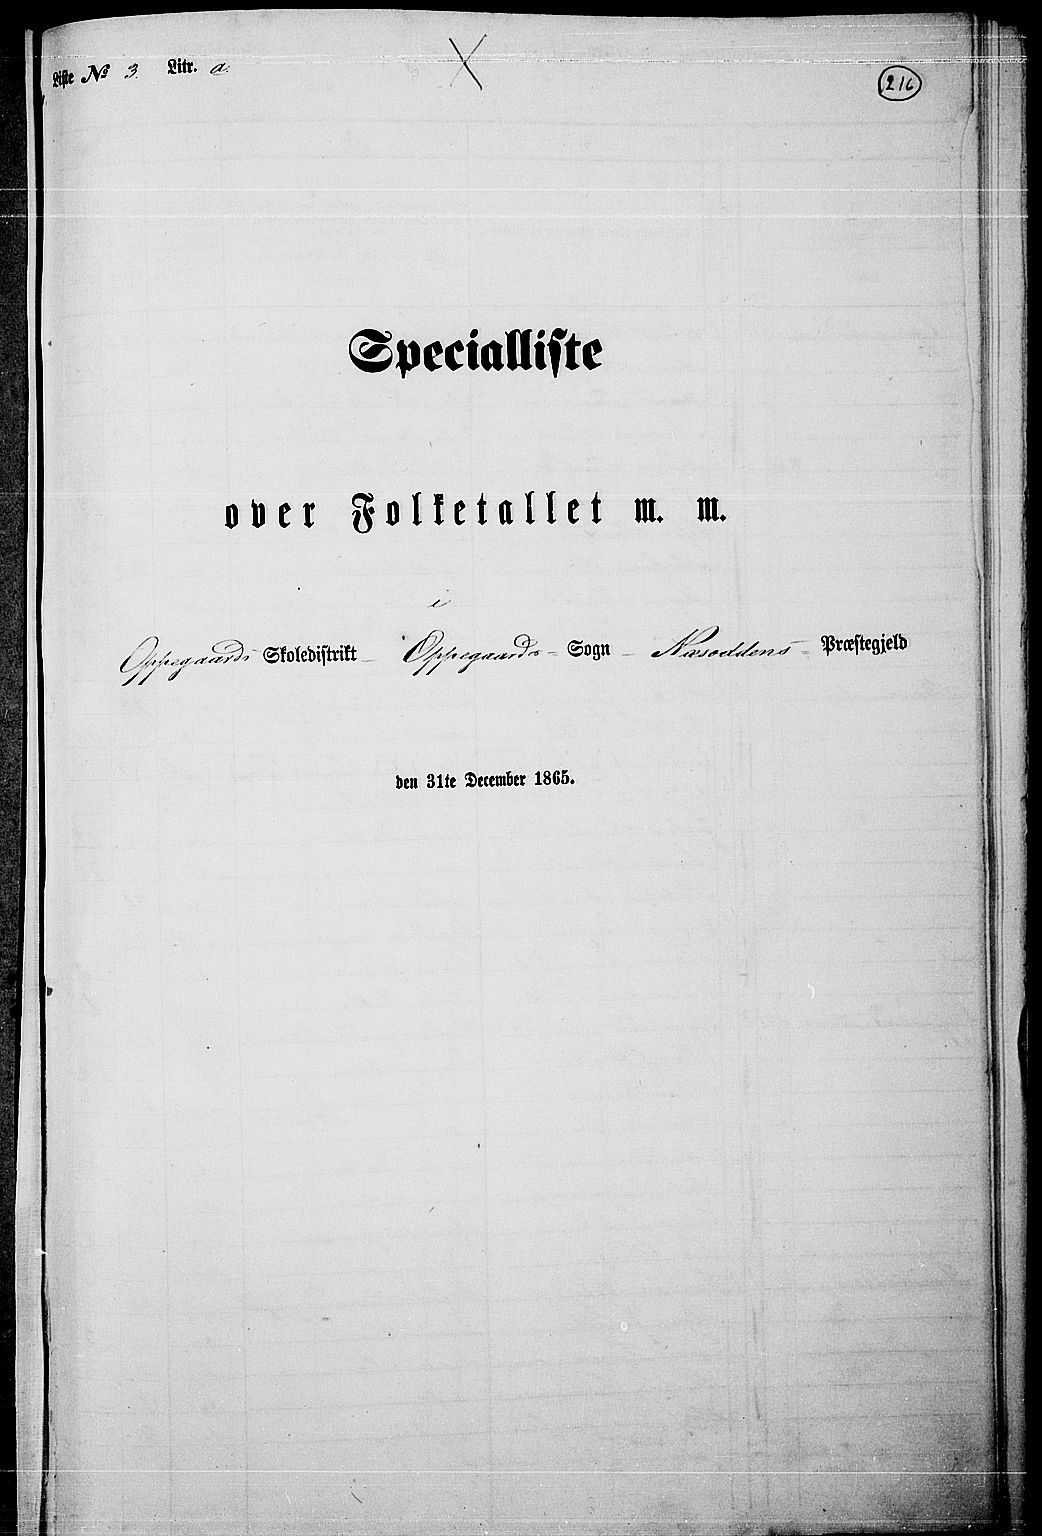 Liste № 3. Litr. a.
216
Specialliste
over Folketallet m. m.
i
Oppegaards Skoledistrikt – Oppegaards - Sogn – Næsoddens - Præstegjeld
den 31te December 1865.